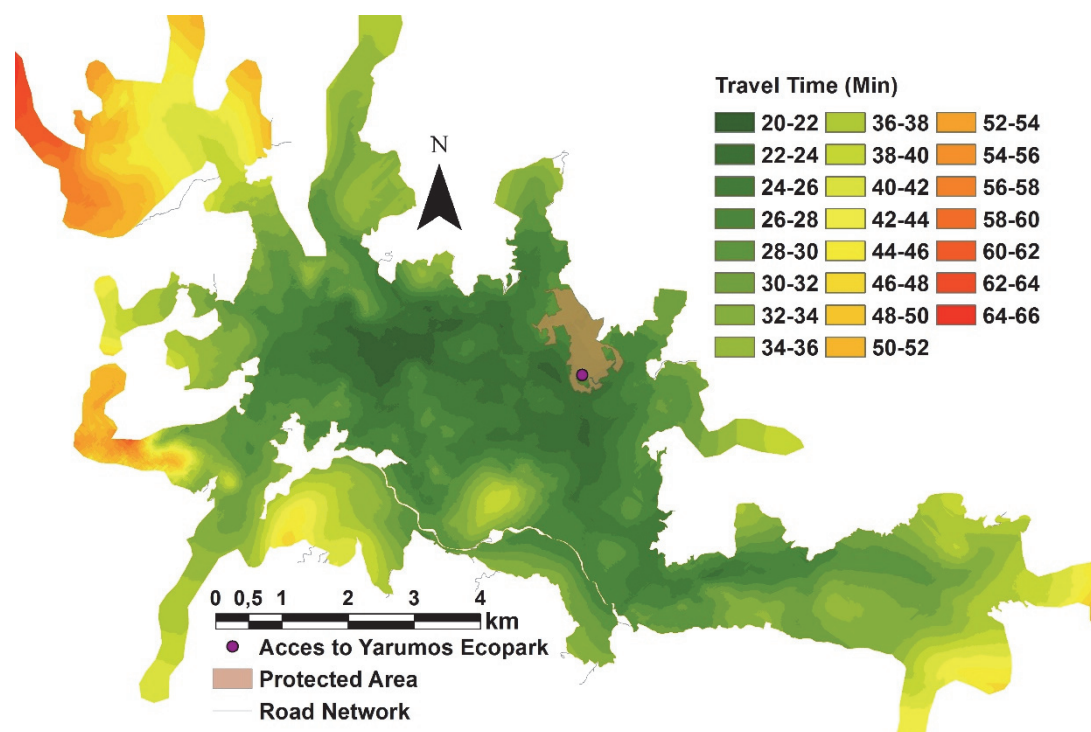 N
Travel Time (Min)
20-22 36-38 52-54
22-24 38-40 54-56
24-26 40-42 56-58
26-28 42-44 58-60
28-30 44-46 60-62
30-32 46-48 62-64
32-34 48-50 64-66
34-36 50-52
0 0,5 1 2 3 4
km
Acces to Yarumos Ecopark
Protected Area
Road Network